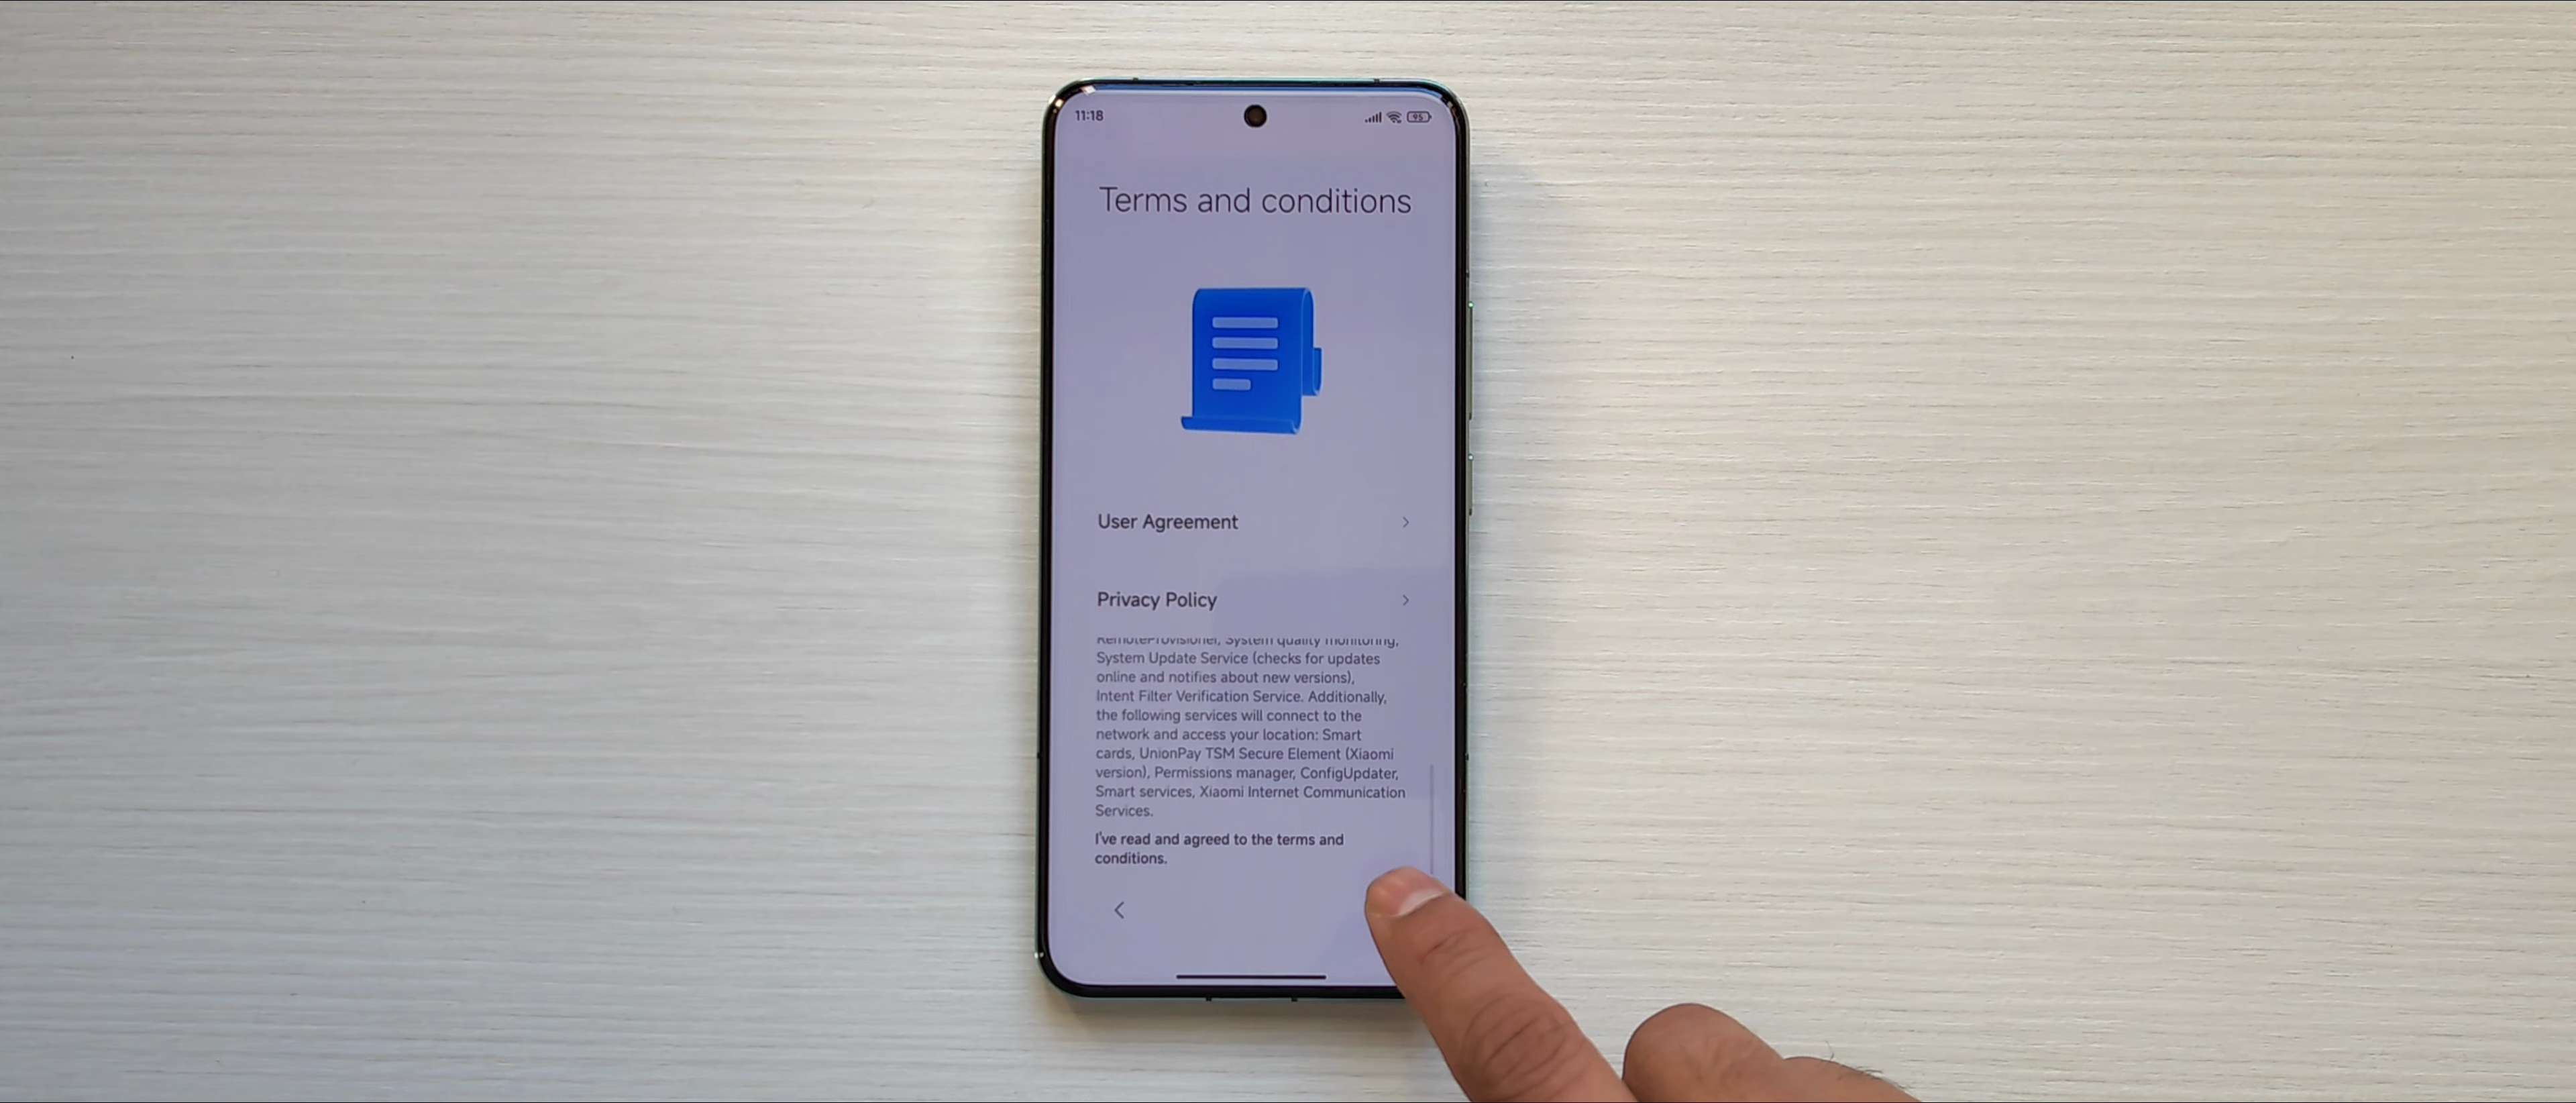 11:18
95
Terms and conditions
User Agreement
Privacy Policy
RemoteProvisioner, System quality monitoring,
System Update Service (checks for updates
online and notifies about new versions),
Intent Filter Verification Service. Additionally,
the following services will connect to the
network and access your location: Smart
cards, UnionPay TSM Secure Element (Xiaomi
version), Permissions manager, ConfigUpdater,
Smart services, Xiaomi Internet Communication
Services.
I've read and agreed to the terms and
conditions.